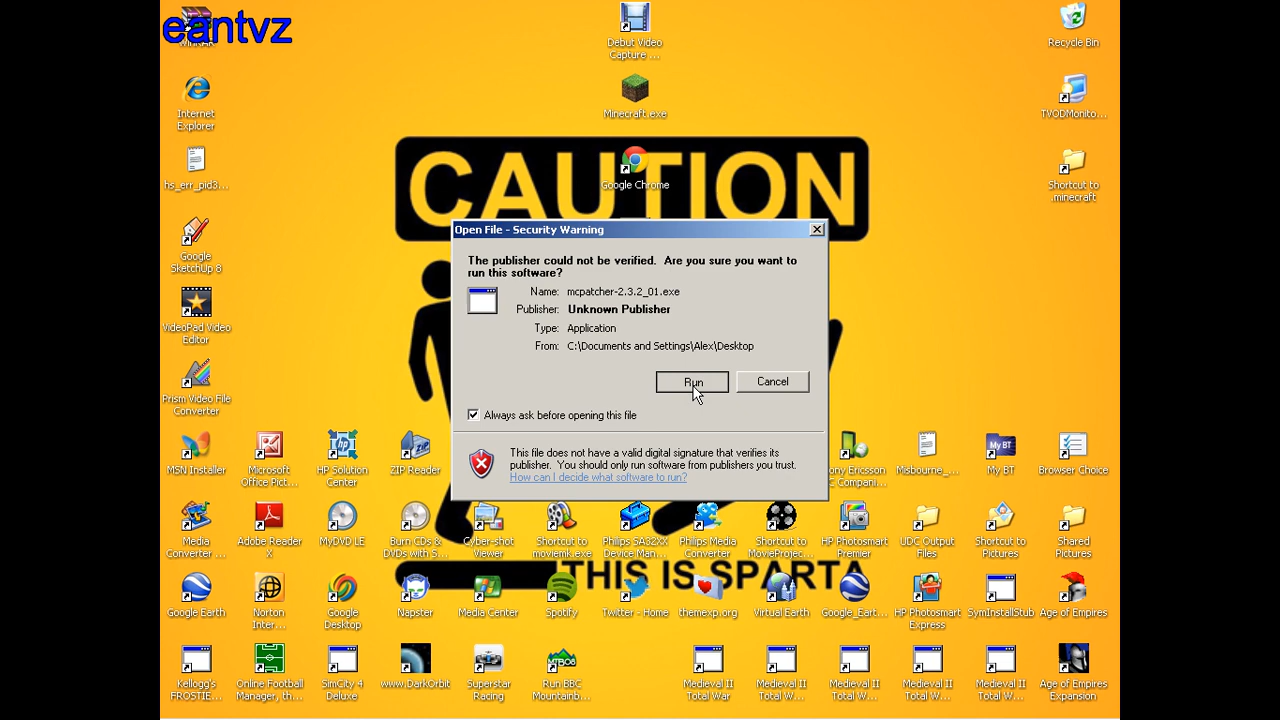 eantvz
WinRAR
Debut Video
Capture ...
Recycle Bin
Internet
Explorer
Minecraft.exe
TVODMonito...
hs_err_pid3...
Google Chrome
Shortcut to
.minecraft
CAUTION
Google
SketchUp 8
VideoPad Video
Editor
Prism Video File
Converter
Open File - Security Warning
The publisher could not be verified. Are you sure you want to
run this software?
Name: mcpatcher-2.3.2_01.exe
Publisher: Unknown Publisher
Type: Application
From: C:\Documents and Settings\Alex\Desktop
Run Cancel
Always ask before opening this file
This file does not have a valid digital signature that verifies its
publisher. You should only run software from publishers you trust.
How can I decide what software to run?
MSN Installer
Microsoft
Office Pict...
HP Solution
Center
ZIP Reader
ony Ericsson
C Compani...
Misbourne_...
My BT
Browser Choice
Media
Converter ...
Adobe Reader
X
MyDVD LE
Burn CDs &
DVDs with S...
Cyber-shot
Viewer
Shortcut to
moviemk.exe
Philips SA32XX
Device Man...
Philips Media
Converter
Shortcut to
MovieProjec...
HP Photosmart
Premier
UDC Output
Files
Shortcut to
Pictures
Shared
Pictures
THIS IS SPARTA
Google Earth
Norton
Inter...
Google
Desktop
Napster
Media Center
Spotify
Twitter - Home
themexp.org
Virtual Earth
Google_Eart...
HP Photosmart
Express
SymInstallStub
Age of Empires
Kellogg's
FROSTIE...
Online Football
Manager, th...
SimCity 4
Deluxe
www.DarkOrbit
Superstar
Racing
Run BBC
Mountainb...
Medieval II
Total War
Medieval II
Total W...
Medieval II
Total W...
Medieval II
Total W...
Medieval II
Total W...
Age of Empires
Expansion